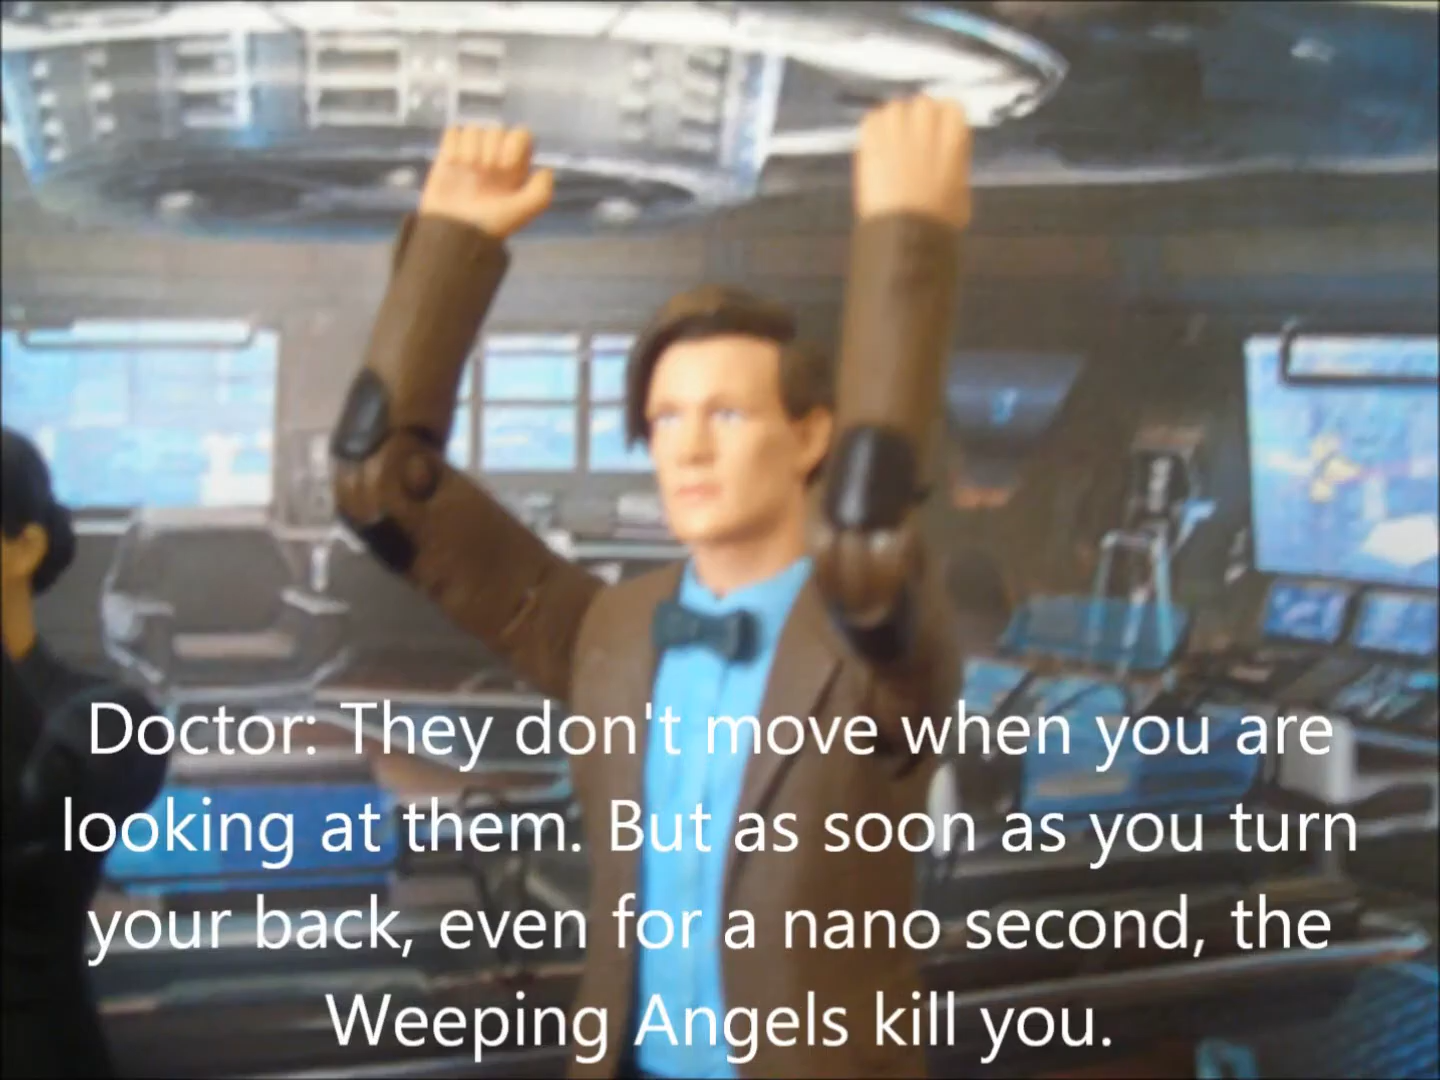 Doctor: They don't move when you are
looking at them. But as soon as you turn
your back, even for a nano second, the
Weeping Angels kill you.